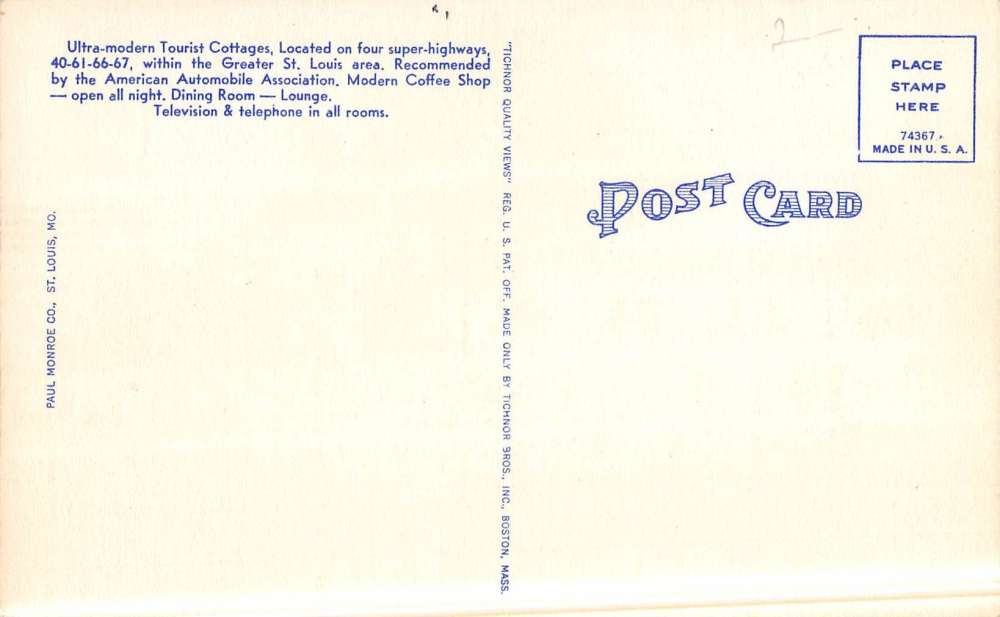 Ultra-modern Tourist Cottages, Located on four super-highways,
40-61-66-67, within the Greater St. Louis area. Recommended
by the American Automobile Association. Modern Coffee Shop
— open all night. Dining Room — Lounge.
Television & telephone in all rooms.
PAUL MONROE CO., ST. LOUIS, MO.
"TICHNOR QUALITY VIEWS" REG. U. S. PAT. OFF. MADE ONLY BY TICHNOR BROS., INC., BOSTON, MASS.
2
PLACE
STAMP
HERE
74367
MADE IN U. S. A.
POST CARD